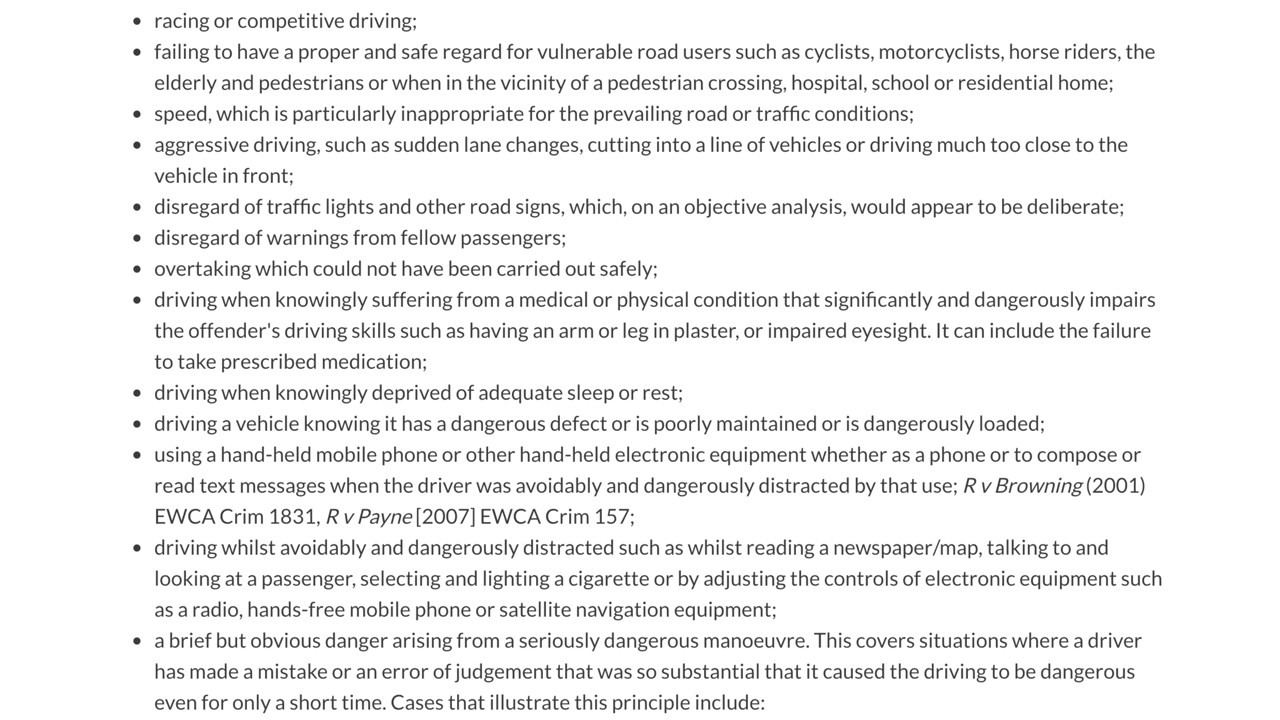 • racing or competitive driving;
• failing to have a proper and safe regard for vulnerable road users such as cyclists, motorcyclists, horse riders, the
elderly and pedestrians or when in the vicinity of a pedestrian crossing, hospital, school or residential home;
• speed, which is particularly inappropriate for the prevailing road or traffic conditions;
• aggressive driving, such as sudden lane changes, cutting into a line of vehicles or driving much too close to the
vehicle in front;
• disregard of traffic lights and other road signs, which, on an objective analysis, would appear to be deliberate;
• disregard of warnings from fellow passengers;
• overtaking which could not have been carried out safely;
• driving when knowingly suffering from a medical or physical condition that significantly and dangerously impairs
the offender's driving skills such as having an arm or leg in plaster, or impaired eyesight. It can include the failure
to take prescribed medication;
• driving when knowingly deprived of adequate sleep or rest;
• driving a vehicle knowing it has a dangerous defect or is poorly maintained or is dangerously loaded;
• using a hand-held mobile phone or other hand-held electronic equipment whether as a phone or to compose or
read text messages when the driver was avoidably and dangerously distracted by that use; R v Browning (2001)
EWCA Crim 1831, R v Payne [2007] EWCA Crim 157;
• driving whilst avoidably and dangerously distracted such as whilst reading a newspaper/map, talking to and
looking at a passenger, selecting and lighting a cigarette or by adjusting the controls of electronic equipment such
as a radio, hands-free mobile phone or satellite navigation equipment;
• a brief but obvious danger arising from a seriously dangerous manoeuvre. This covers situations where a driver
has made a mistake or an error of judgement that was so substantial that it caused the driving to be dangerous
even for only a short time. Cases that illustrate this principle include: